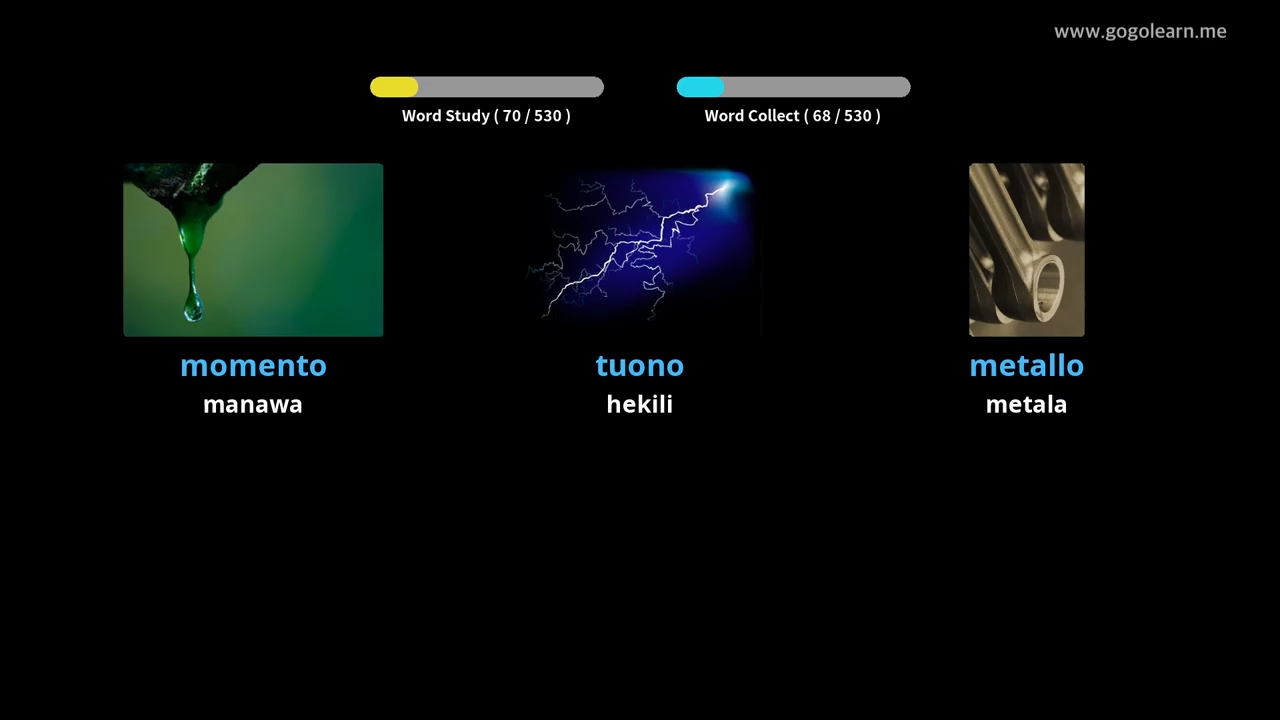 www.gogolearn.me
Word Study ( 70 / 530 )
Word Collect ( 68 / 530 )
momento
manawa
tuono
hekili
metallo
metala